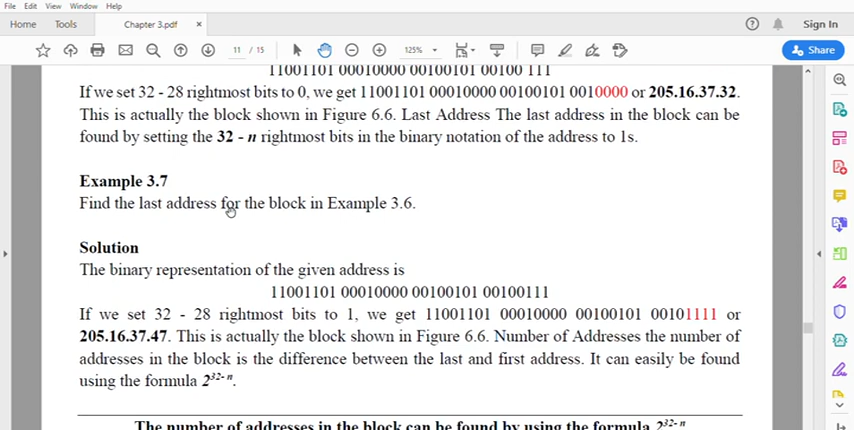 File Edit View Window Help
Home Tools Chapter 3.pdf × Sign In
11 / 15 125% Share
11001101 00010000 00100101 00100 111
If we set 32 - 28 rightmost bits to 0, we get 11001101 00010000 00100101 0010000 or 205.16.37.32.
This is actually the block shown in Figure 6.6. Last Address The last address in the block can be
found by setting the 32 - n rightmost bits in the binary notation of the address to 1s.
Example 3.7
Find the last address for the block in Example 3.6.
Solution
The binary representation of the given address is
11001101 00010000 00100101 00100111
If we set 32 - 28 rightmost bits to 1, we get 11001101 00010000 00100101 00101111 or
205.16.37.47. This is actually the block shown in Figure 6.6. Number of Addresses the number of
addresses in the block is the difference between the last and first address. It can easily be found
using the formula 2³²⁻ⁿ.
The number of addresses in the block can be found by using the formula 2³²⁻ⁿ